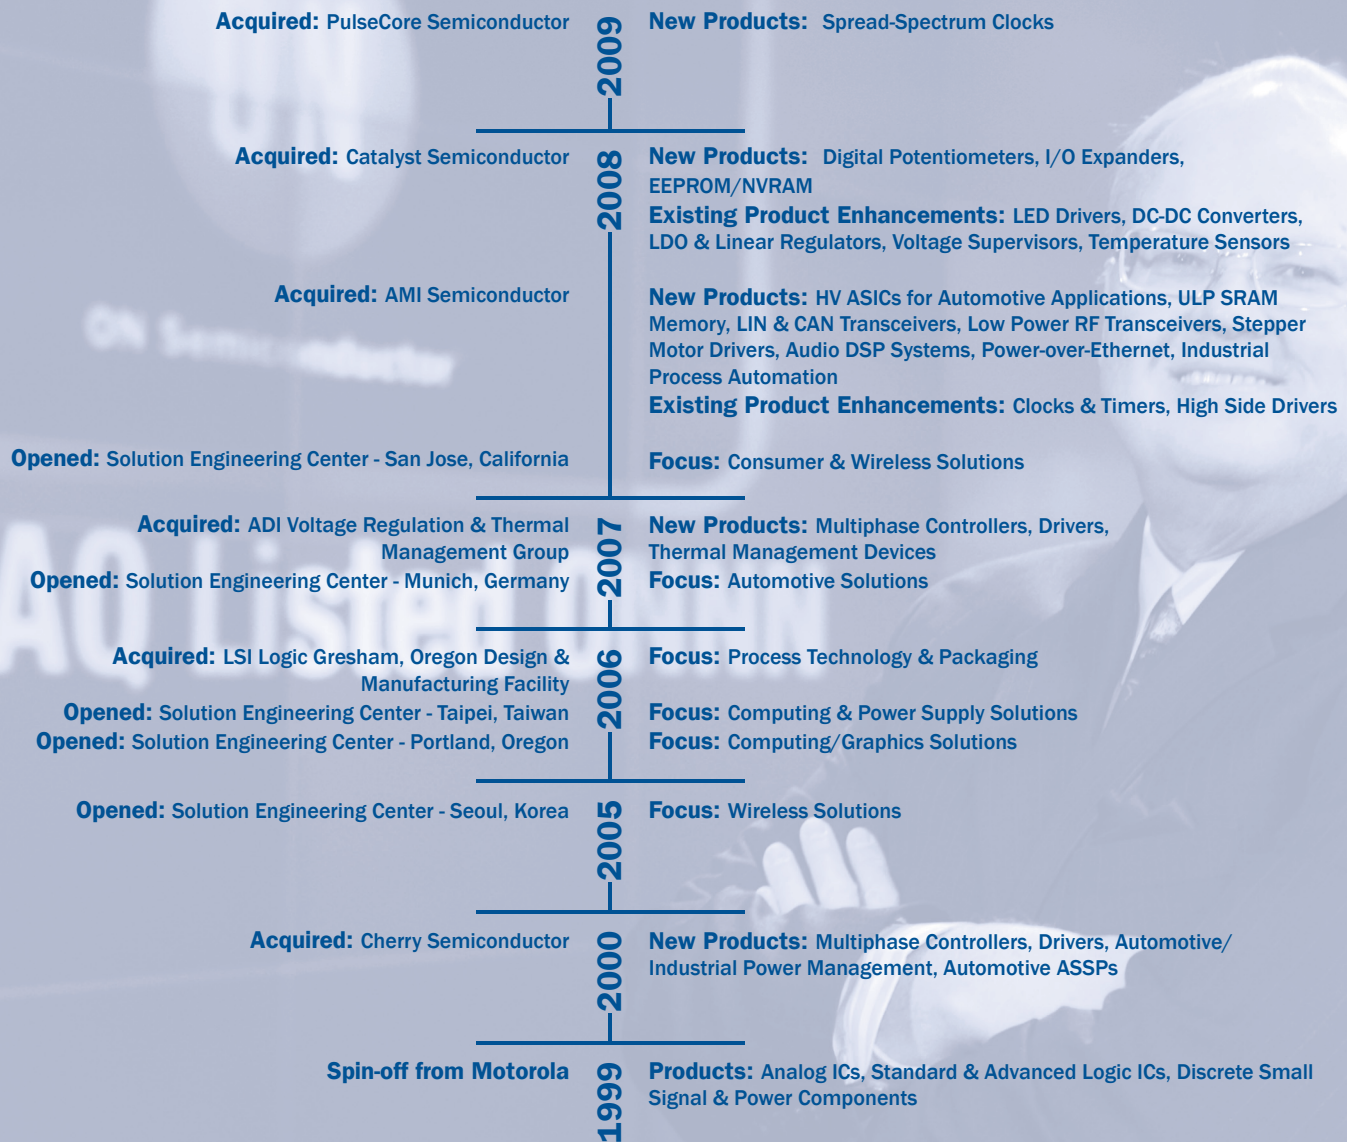 Acquired: PulseCore Semiconductor
2009
New Products: Spread-Spectrum Clocks
Acquired: Catalyst Semiconductor
2008
New Products: Digital Potentiometers, I/O Expanders,
EEPROM/NVRAM
Existing Product Enhancements: LED Drivers, DC-DC Converters,
LDO & Linear Regulators, Voltage Supervisors, Temperature Sensors
Acquired: AMI Semiconductor
New Products: HV ASICs for Automotive Applications, ULP SRAM
Memory, LIN & CAN Transceivers, Low Power RF Transceivers, Stepper
Motor Drivers, Audio DSP Systems, Power-over-Ethernet, Industrial
Process Automation
Existing Product Enhancements: Clocks & Timers, High Side Drivers
Opened: Solution Engineering Center - San Jose, California
Focus: Consumer & Wireless Solutions
Acquired: ADI Voltage Regulation & Thermal
Management Group
2007
New Products: Multiphase Controllers, Drivers,
Thermal Management Devices
Opened: Solution Engineering Center - Munich, Germany
Focus: Automotive Solutions
Acquired: LSI Logic Gresham, Oregon Design &
Manufacturing Facility
2006
Focus: Process Technology & Packaging
Opened: Solution Engineering Center - Taipei, Taiwan
Focus: Computing & Power Supply Solutions
Opened: Solution Engineering Center - Portland, Oregon
Focus: Computing/Graphics Solutions
Opened: Solution Engineering Center - Seoul, Korea
2005
Focus: Wireless Solutions
Acquired: Cherry Semiconductor
2000
New Products: Multiphase Controllers, Drivers, Automotive/
Industrial Power Management, Automotive ASSPs
Spin-off from Motorola
1999
Products: Analog ICs, Standard & Advanced Logic ICs, Discrete Small
Signal & Power Components
ON
ON Semiconductor
AQ Listed ONNN